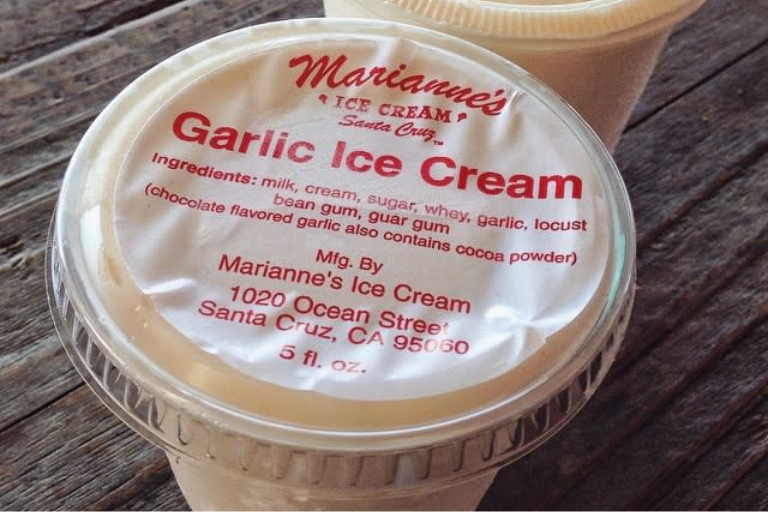 Marianne's
ICE CREAM
Santa Cruz™
Garlic Ice Cream
Ingredients: milk, cream, sugar, whey, garlic, locust
bean gum, guar gum
(chocolate flavored garlic also contains cocoa powder)
Mfg. By
Marianne's Ice Cream
1020 Ocean Street
Santa Cruz, CA 95060
5 fl. oz.